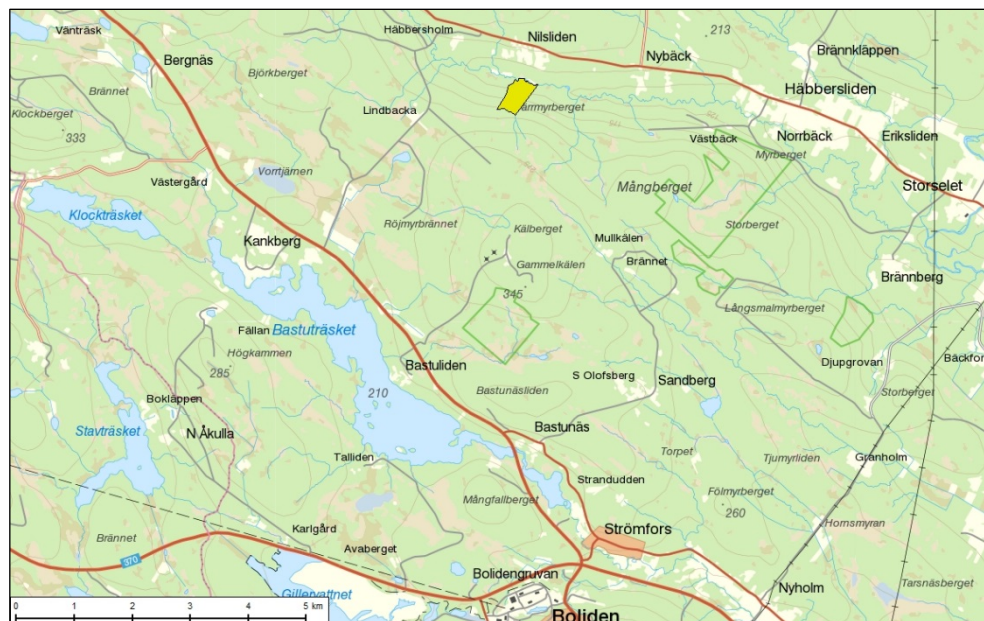 Vänträsk
Häbbersholm
Nilsliden
213
Bergnäs
Nybäck
Brännkläppen
Björkberget
Brännet
Häbbersliden
Klockberget
Lindbacka
333
Västbäck
Norrbäck
Eriksliden
Myrberget
Västergård
Vorrtjärnen
Mångberget
Storselet
Klockträsket
Röjmyrbrännet
Kälberget
Storberget
Kankberg
Mullkälen
Gammelkälen
Brännet
Brännberg
345
Långsmalmyrberget
Fällan
Bastuträsket
Högkammen
Djupgrovan
Bäckfor
Bastuliden
285
S Olofsberg
Sandberg
210
Bastunäsliden
Storberget
Bokläppen
Stavträsket
N Åkulla
Bastunäs
Talliden
Torpet
Tjumyrliden
Granholm
Strandudden
Mångfallberget
Fölmyrberget
260
Karlgård
Strömfors
Hornsmyran
Brännet
Avaberget
370
Bolidengruvan
Nyholm
Tarsnäsberget
Gillervattnet
0 1 2 3 4 5 km
Boliden